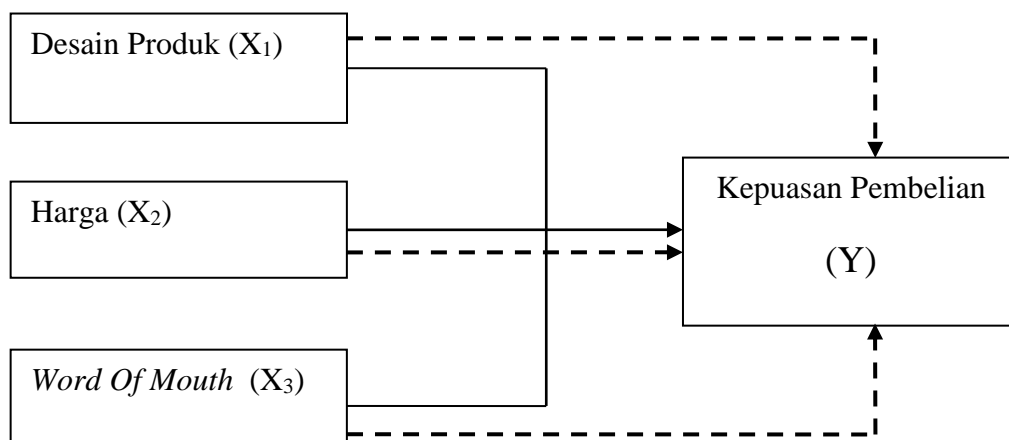 Desain Produk (X₁)
Harga (X₂)
Kepuasan Pembelian
(Y)
Word Of Mouth (X₃)